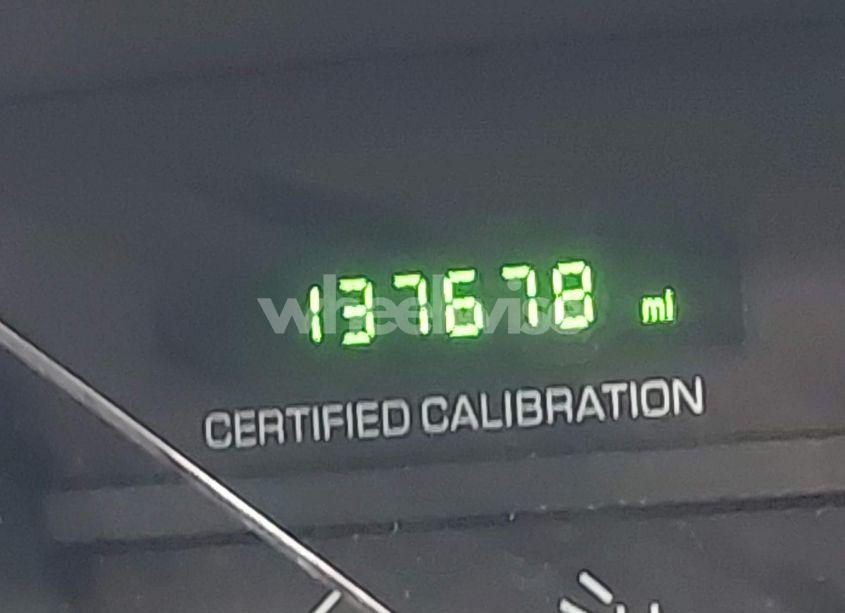 137678 mi
wheelwise
CERTIFIED CALIBRATION